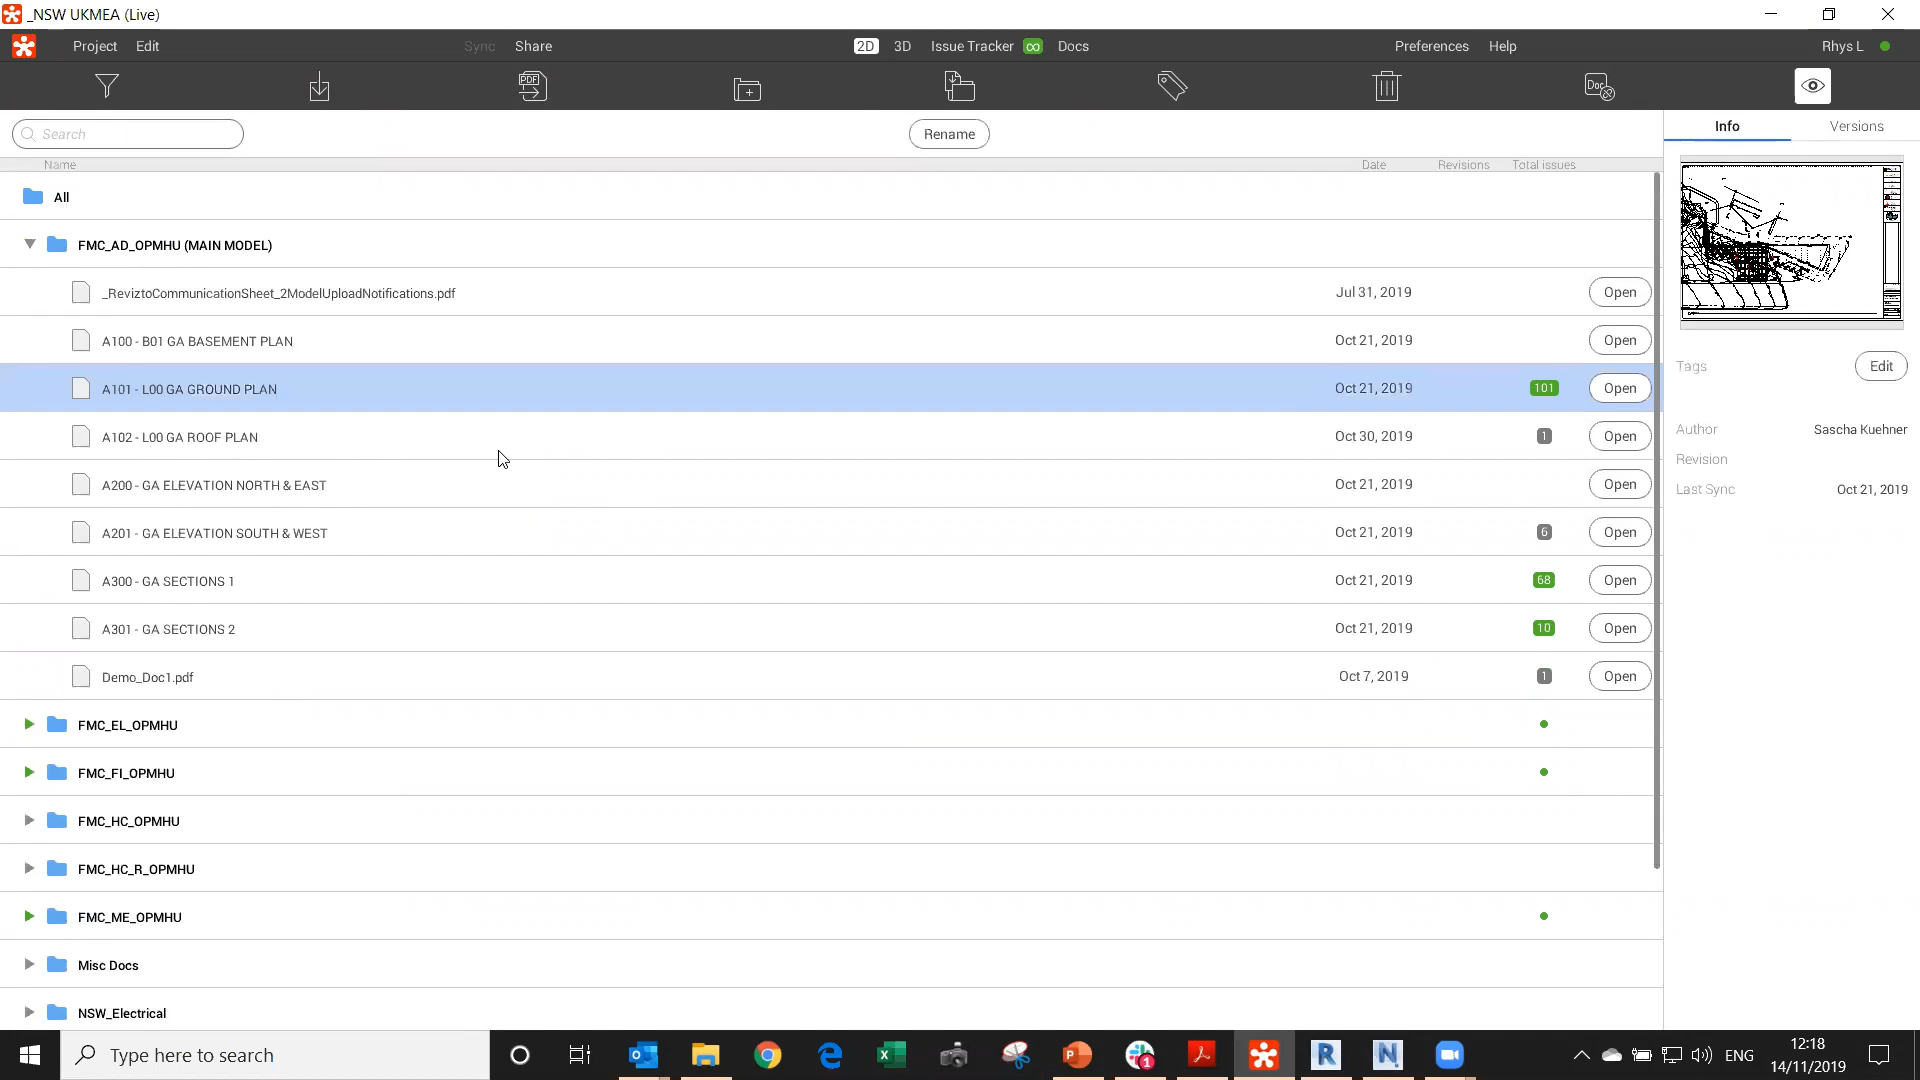 _NSW UKMEA (Live)
Project Edit Sync Share 2D 3D Issue Tracker Docs Preferences Help Rhys L
PDF Doc
Search Rename Info Versions
Name Date Revisions Total issues
All
FMC_AD_OPMHU (MAIN MODEL)
_ReviztoCommunicationSheet_2ModelUploadNotifications.pdf Jul 31, 2019 Open
A100 - B01 GA BASEMENT PLAN Oct 21, 2019 Open
Tags Edit
A101 - L00 GA GROUND PLAN Oct 21, 2019 101 Open
Author Sascha Kuehner
A102 - L00 GA ROOF PLAN Oct 30, 2019 1 Open
Revision
A200 - GA ELEVATION NORTH & EAST Oct 21, 2019 Open
Last Sync Oct 21, 2019
A201 - GA ELEVATION SOUTH & WEST Oct 21, 2019 6 Open
A300 - GA SECTIONS 1 Oct 21, 2019 68 Open
A301 - GA SECTIONS 2 Oct 21, 2019 10 Open
Demo_Doc1.pdf Oct 7, 2019 1 Open
FMC_EL_OPMHU
FMC_FI_OPMHU
FMC_HC_OPMHU
FMC_HC_R_OPMHU
FMC_ME_OPMHU
Misc Docs
NSW_Electrical
Type here to search ENG 12:18
14/11/2019